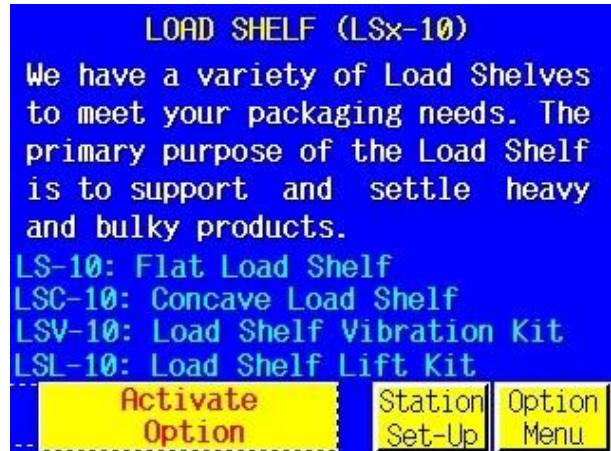 LOAD SHELF (LSx-10)
We have a variety of Load Shelves
to meet your packaging needs. The
primary purpose of the Load Shelf
is to support and settle heavy
and bulky products.
LS-10: Flat Load Shelf
LSC-10: Concave Load Shelf
LSV-10: Load Shelf Vibration Kit
LSL-10: Load Shelf Lift Kit
Activate
Option
Station
Set-Up
Option
Menu